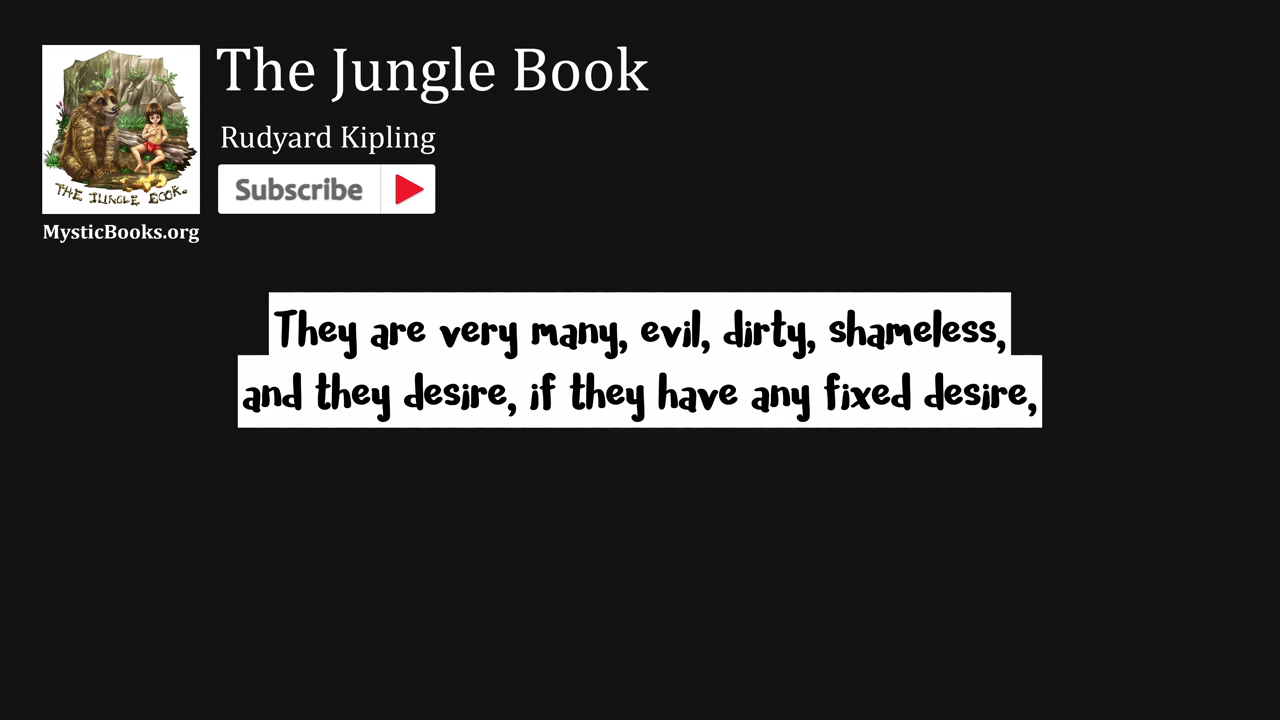 The Jungle Book
Rudyard Kipling
Subscribe
THE JUNGLE BOOK.
MysticBooks.org
They are very many, evil, dirty, shameless,
and they desire, if they have any fixed desire,